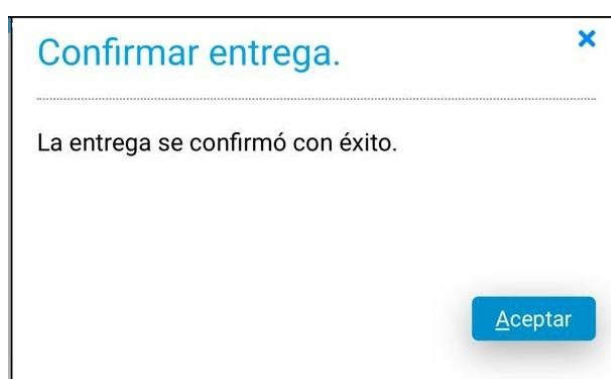 Confirmar entrega.
La entrega se confirmó con éxito.
Aceptar